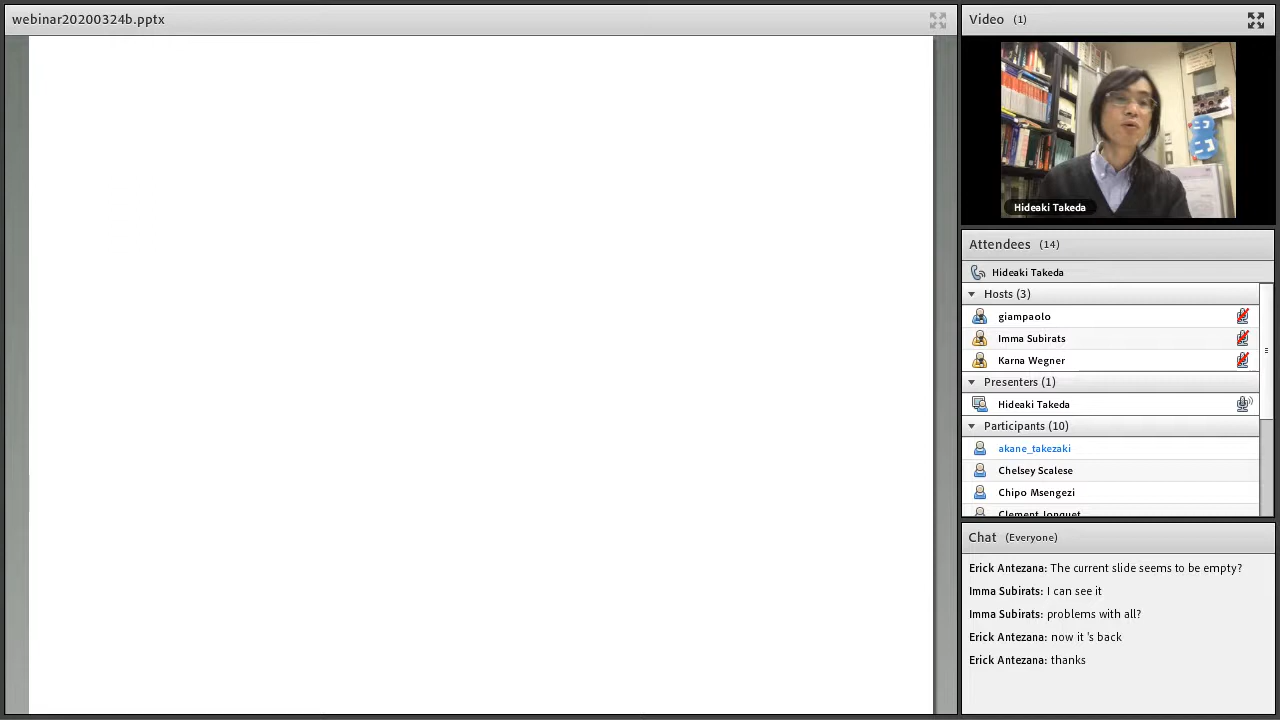 webinar20200324b.pptx
Video (1)
Hideaki Takeda
Attendees (14)
Hideaki Takeda
Hosts (3)
giampaolo
Imma Subirats
Karna Wegner
Presenters (1)
Hideaki Takeda
Participants (10)
akane_takezaki
Chelsey Scalese
Chipo Msengezi
Clement Jonquet
Chat (Everyone)
Erick Antezana: The current slide seems to be empty?
Imma Subirats: I can see it
Imma Subirats: problems with all?
Erick Antezana: now it 's back
Erick Antezana: thanks